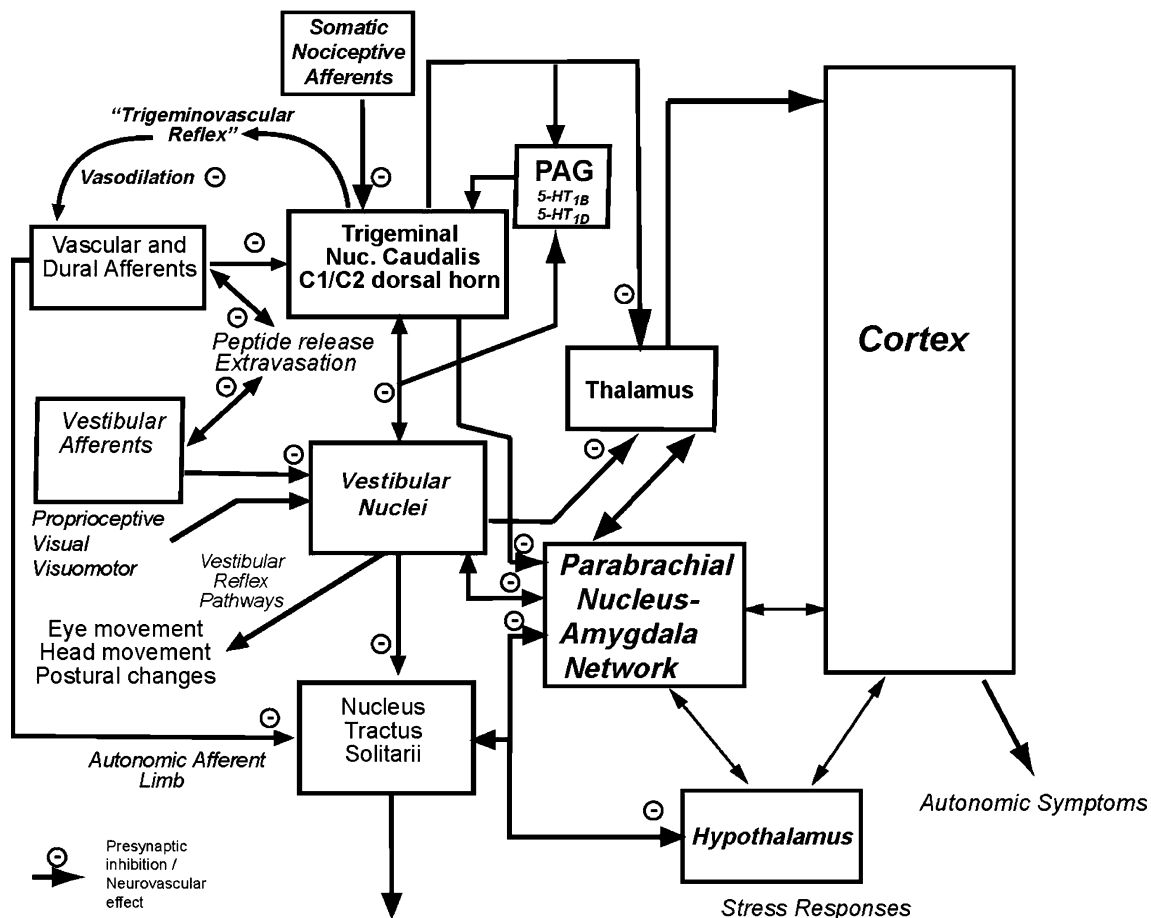 Somatic
Nociceptive
Afferents
“Trigeminovascular
Reflex”
Vasodilation
PAG
5-HT1B
5-HT1D
Vascular and
Dural Afferents
Trigeminal
Nuc. Caudalis
C1/C2 dorsal horn
Peptide release
Extravasation
Cortex
Thalamus
Vestibular
Afferents
Vestibular
Nuclei
Proprioceptive
Visual
Visuomotor
Vestibular
Reflex
Pathways
Eye movement
Head movement
Postural changes
Parabrachial
Nucleus-
Amygdala
Network
Nucleus
Tractus
Solitarii
Autonomic Afferent
Limb
Hypothalamus
Autonomic Symptoms
Stress Responses
Presynaptic
inhibition /
Neurovascular
effect